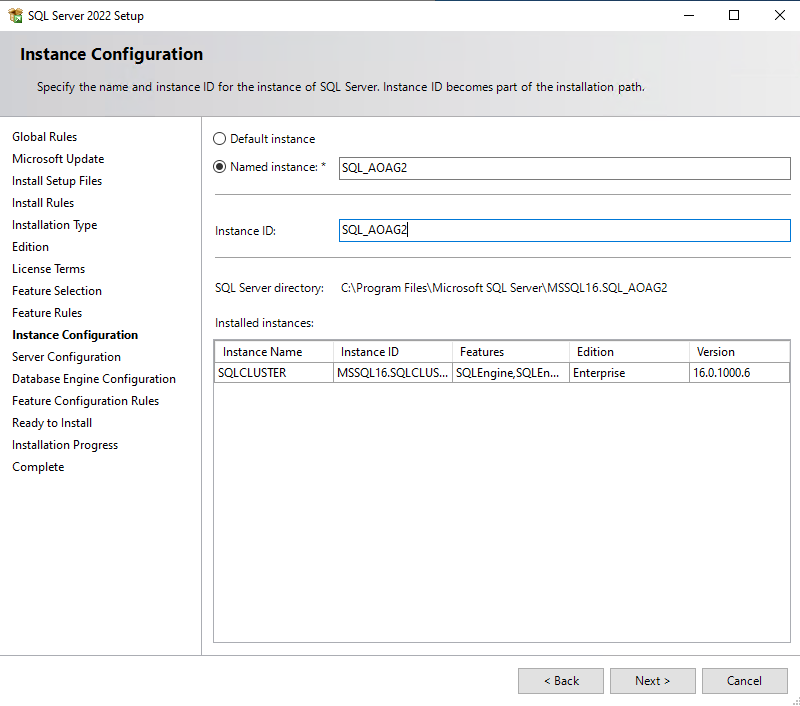 SQL Server 2022 Setup
Instance Configuration
Specify the name and instance ID for the instance of SQL Server. Instance ID becomes part of the installation path.
Global Rules
Microsoft Update
Install Setup Files
Install Rules
Installation Type
Edition
License Terms
Feature Selection
Feature Rules
Instance Configuration
Server Configuration
Database Engine Configuration
Feature Configuration Rules
Ready to Install
Installation Progress
Complete
Default instance
Named instance: * SQL_AOAG2
Instance ID: SQL_AOAG2
SQL Server directory: C:\Program Files\Microsoft SQL Server\MSSQL16.SQL_AOAG2
Installed instances:
Instance Name Instance ID Features Edition Version
SQLCLUSTER MSSQL16.SQLCLUS... SQLEngine,SQLEn... Enterprise 16.0.1000.6
< Back Next > Cancel